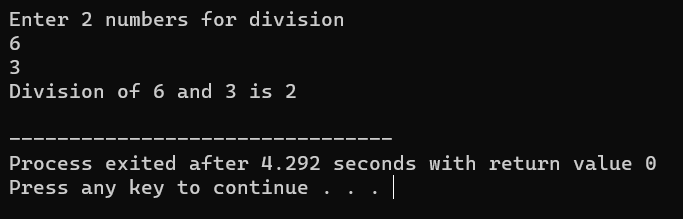 Enter 2 numbers for division
6
3
Division of 6 and 3 is 2
--------------------------------
Process exited after 4.292 seconds with return value 0
Press any key to continue . . .